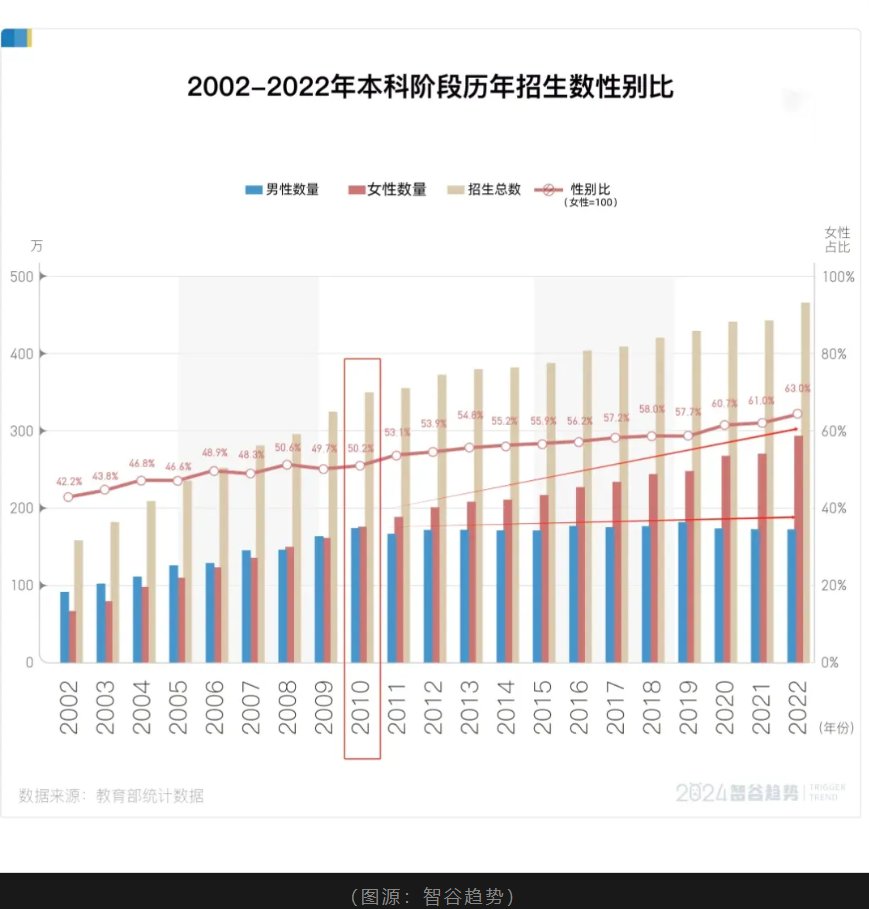 2002-2022年本科阶段历年招生数性别比
男性数量 女性数量 招生总数 性别比
(女性=100)
万
女性
占比
500 100%
400 80%
300 60%
200 40%
100 20%
0 0%
42.2% 43.8% 46.8% 46.6% 48.9% 48.3% 50.6% 49.7% 50.2% 53.1% 53.9% 54.8% 55.2% 55.9% 56.2% 57.2% 58.0% 57.7% 60.7% 61.0% 63.0%
2002 2003 2004 2005 2006 2007 2008 2009 2010 2011 2012 2013 2014 2015 2016 2017 2018 2019 2020 2021 2022 (年份)
数据来源：教育部统计数据
2024智谷趋势 TRIGGER
TREND
(图源：智谷趋势)